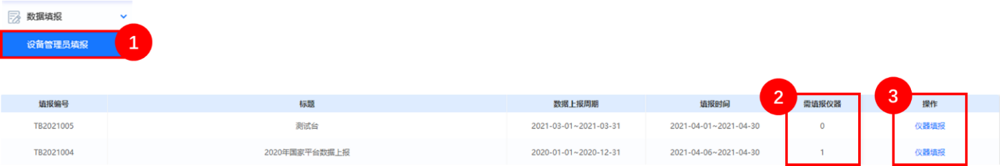 数据填报
设备管理员填报 1
2 3
填报编号 标题 数据上报周期 填报时间 需填报仪器 操作
TB2021005 测试台 2021-03-01~2021-03-31 2021-04-01~2021-04-30 0 仪器填报
TB2021004 2020年国家平台数据上报 2020-01-01~2020-12-31 2021-04-06~2021-04-30 1 仪器填报